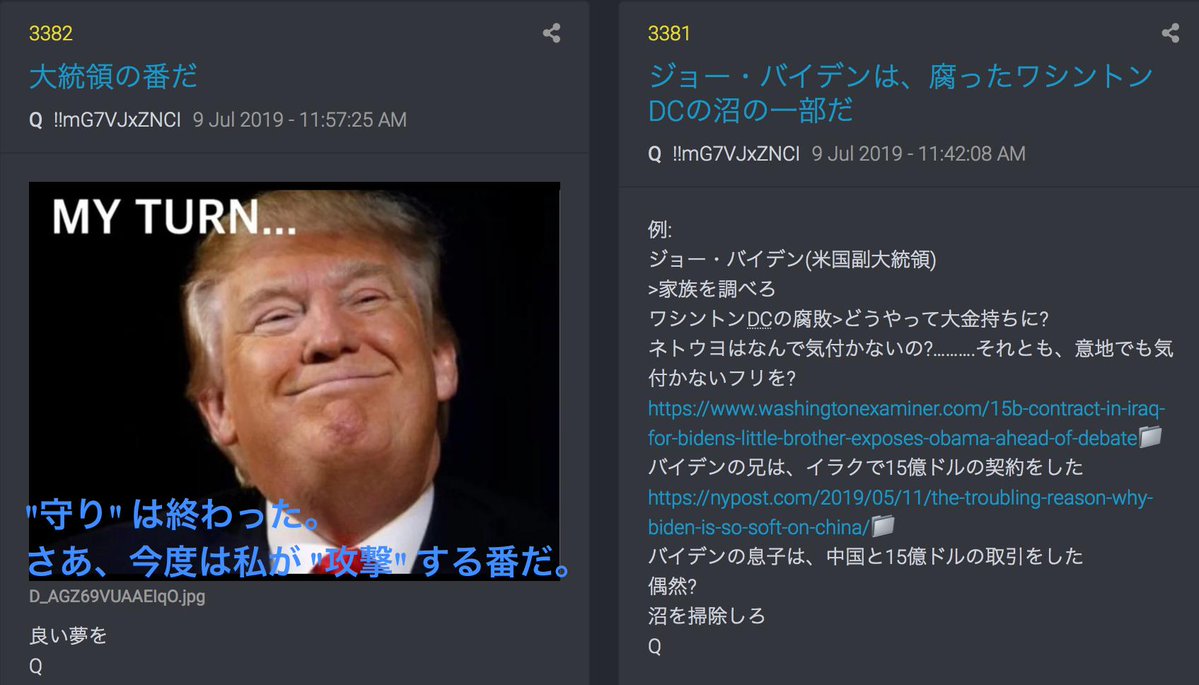 3382
大統領の番だ
Q !!mG7VJxZNCI 9 Jul 2019 - 11:57:25 AM
MY TURN...
"守り" は終わった。
さあ、今度は私が "攻撃" する番だ。
D_AGZ69VUAAEIqO.jpg
良い夢を
Q
3381
ジョー・バイデンは、腐ったワシントン
DCの沼の一部だ
Q !!mG7VJxZNCI 9 Jul 2019 - 11:42:08 AM
例:
ジョー・バイデン(米国副大統領)
>家族を調べろ
ワシントンDCの腐敗>どうやって大金持ちに?
ネトウヨはなんで気付かないの?..........それとも、意地でも気
付かないフリを?
https://www.washingtonexaminer.com/15b-contract-in-iraq-
for-bidens-little-brother-exposes-obama-ahead-of-debate
バイデンの兄は、イラクで15億ドルの契約をした
https://nypost.com/2019/05/11/the-troubling-reason-why-
biden-is-so-soft-on-china/
バイデンの息子は、中国と15億ドルの取引をした
偶然?
沼を掃除しろ
Q